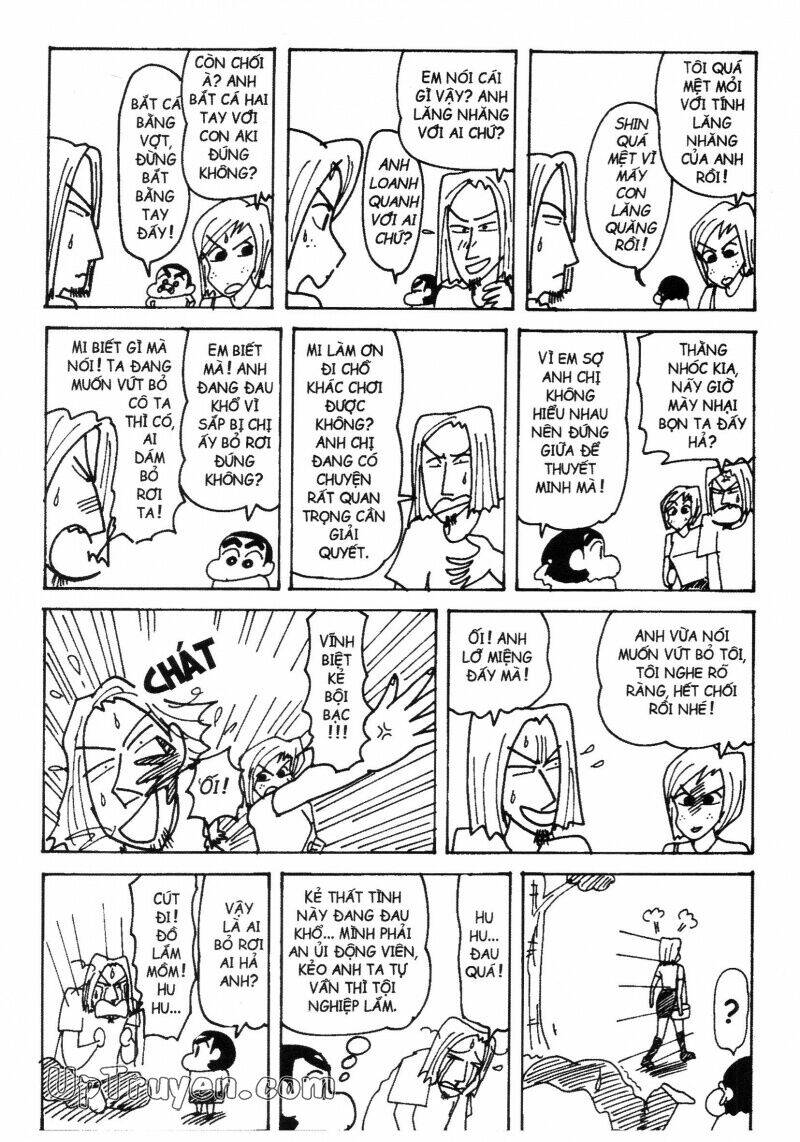 TÔI QUÁ
MỆT MỎI
VỚI TÍNH
LĂNG
NHĂNG
CỦA ANH
RỒI!
SHIN
QUÁ
MỆT VÌ
MẤY
CON
LĂNG
QUĂNG
RỒI!
EM NÓI CÁI
GÌ VẬY? ANH
LĂNG NHĂNG
VỚI AI CHỨ?
ANH
LOANH
QUANH
VỚI AI
CHỨ?
CÒN CHỐI
À? ANH
BẮT CÁ HAI
TAY VỚI
CON AKI
ĐÚNG
KHÔNG?
BẮT CÁ
BẰNG
VỢT,
ĐỪNG
BẮT
BẰNG
TAY
ĐẤY!
THẰNG
NHÓC KIA,
NÃY GIỜ
MÀY NHẠI
BỌN TA ĐẤY
HẢ?
VÌ EM SỢ
ANH CHỊ
KHÔNG
HIỂU NHAU
NÊN ĐỨNG
GIỮA ĐỂ
THUYẾT
MINH MÀ!
MI LÀM ƠN
ĐI CHỖ
KHÁC CHƠI
ĐƯỢC
KHÔNG?
ANH CHỊ
ĐANG CÓ
CHUYỆN
RẤT QUAN
TRỌNG CẦN
GIẢI
QUYẾT.
EM BIẾT
MÀ! ANH
ĐANG ĐAU
KHỔ VÌ
SẮP BỊ CHỊ
ẤY BỎ RƠI
ĐÚNG
KHÔNG?
MI BIẾT GÌ MÀ
NÓI! TA ĐANG
MUỐN VỨT BỎ
CÔ TA
THÌ CÓ,
AI
DÁM
BỎ
RƠI
TA!
ANH VỪA NÓI
MUỐN VỨT BỎ TÔI,
TÔI NGHE RÕ
RÀNG, HẾT CHỐI
RỒI NHÉ!
ỐI! ANH
LỠ MIỆNG
ĐẤY MÀ!
VĨNH
BIỆT
KẺ
BỘI
BẠC
!!!
CHÁT
ỐI!
?
HU
HU...
ĐAU
QUÁ!
KẺ THẤT TÌNH
NÀY ĐANG ĐAU
KHỔ... MÌNH PHẢI
AN ỦI ĐỘNG VIÊN,
KẺO ANH TA TỰ
VẪN THÌ TỘI
NGHIỆP LẮM.
VẬY
LÀ AI
BỎ RƠI
AI HẢ
ANH?
CÚT
ĐI!
ĐỒ
LẮM
MỒM!
HU
HU...
UpTruyen.com